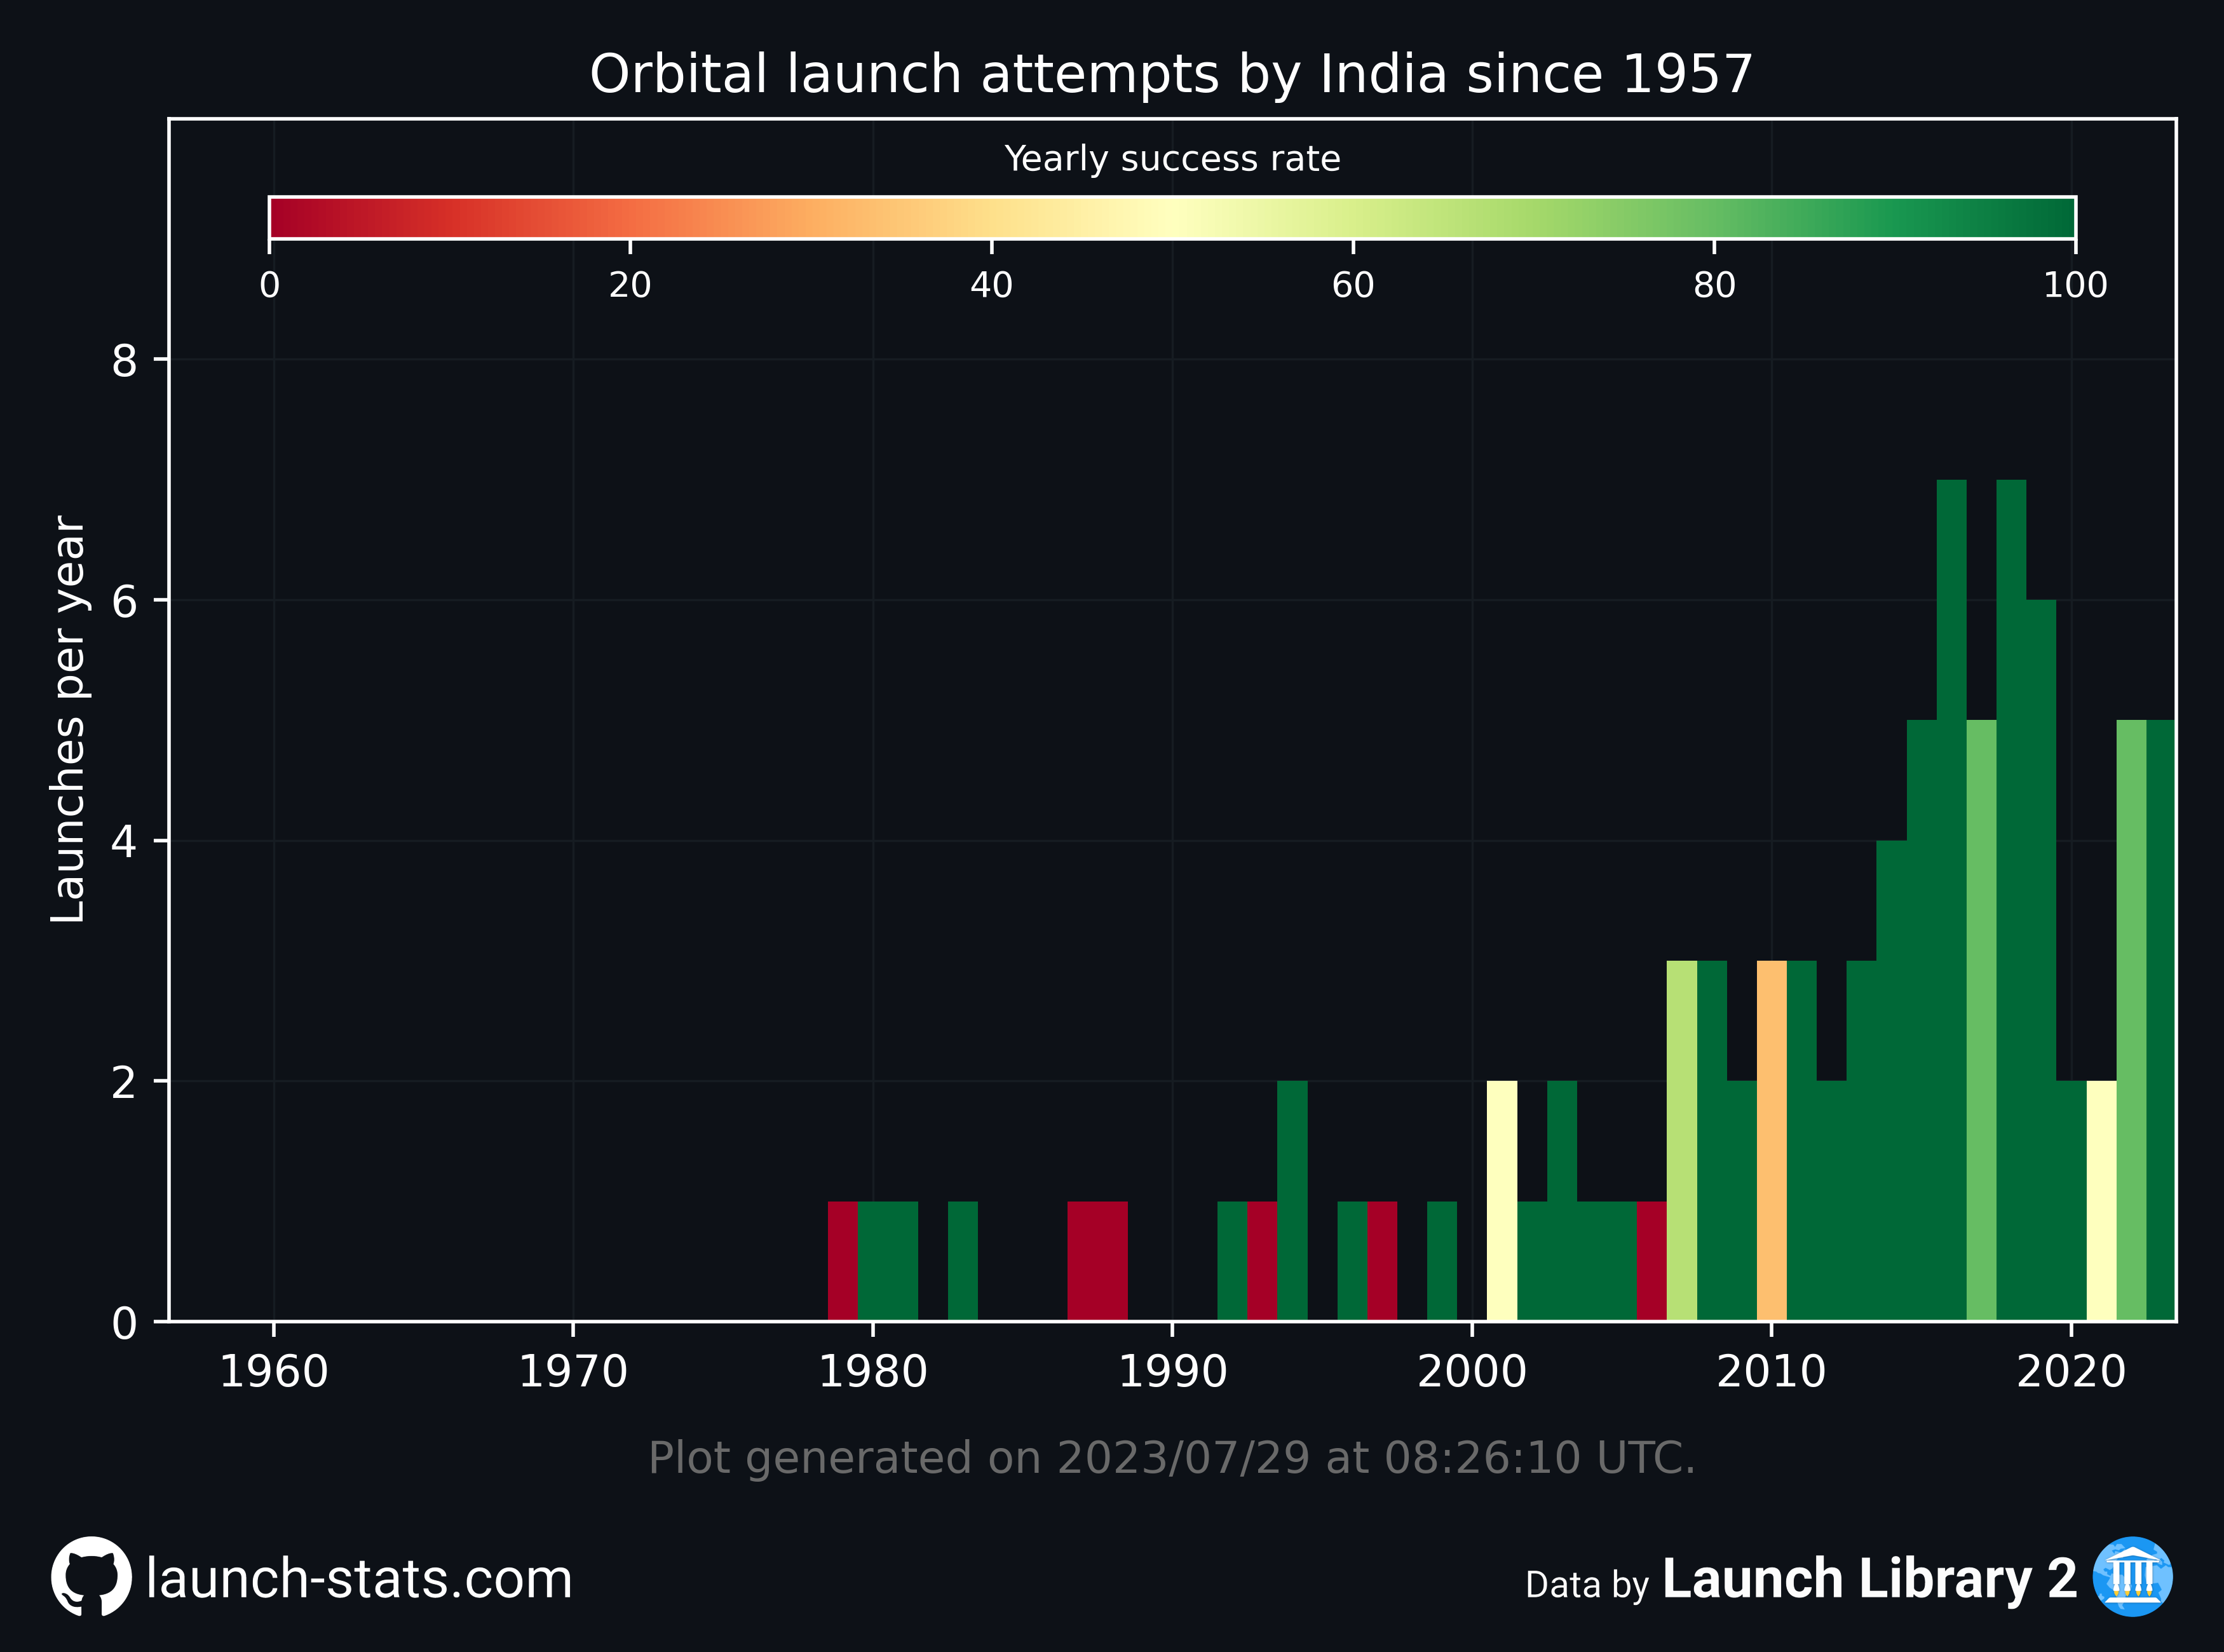 Orbital launch attempts by India since 1957
Yearly success rate
0 20 40 60 80 100
Launches per year
8
6
4
2
0
1960 1970 1980 1990 2000 2010 2020
Plot generated on 2023/07/29 at 08:26:10 UTC.
launch-stats.com
Data by Launch Library 2